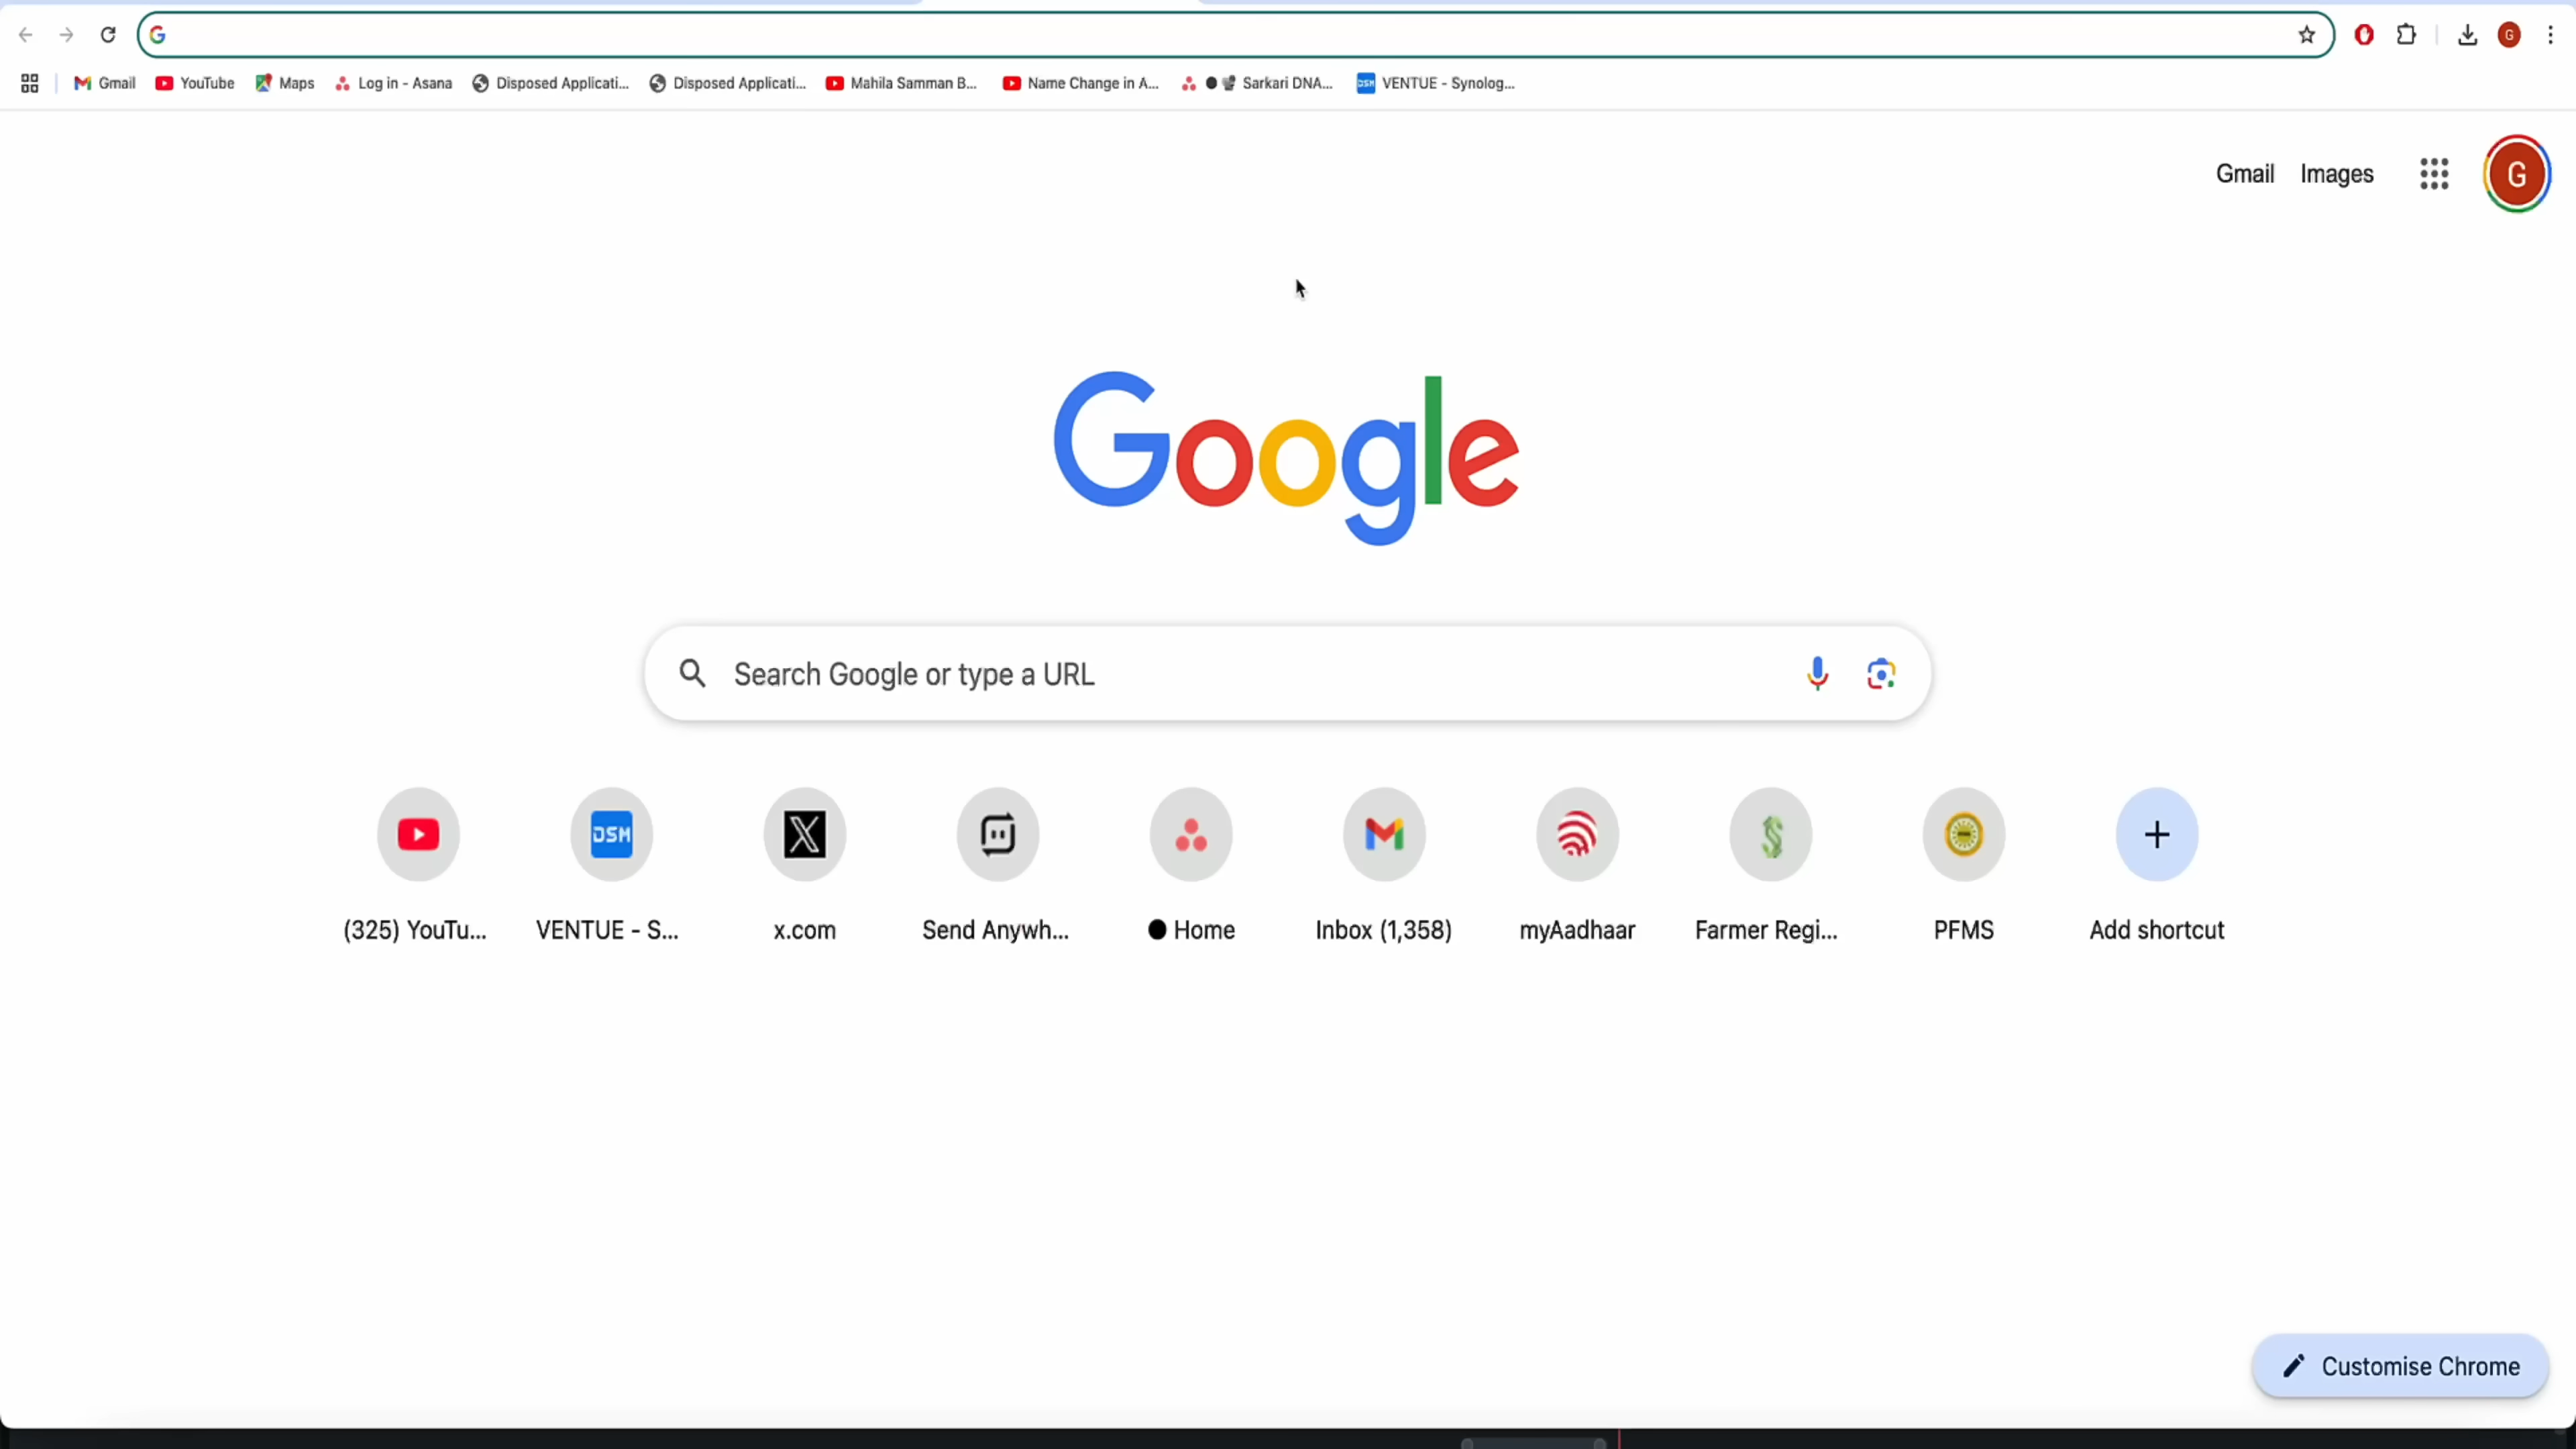 Gmail YouTube Maps Log in - Asana Disposed Applicati... Disposed Applicati... Mahila Samman B... Name Change in A... Sarkari DNA... DSM VENTUE - Synolog...
G
Gmail Images G
Google
Search Google or type a URL
DSM
(325) YouTu... VENTUE - S... x.com Send Anywh... ● Home Inbox (1,358) myAadhaar Farmer Regi... PFMS Add shortcut
Customise Chrome